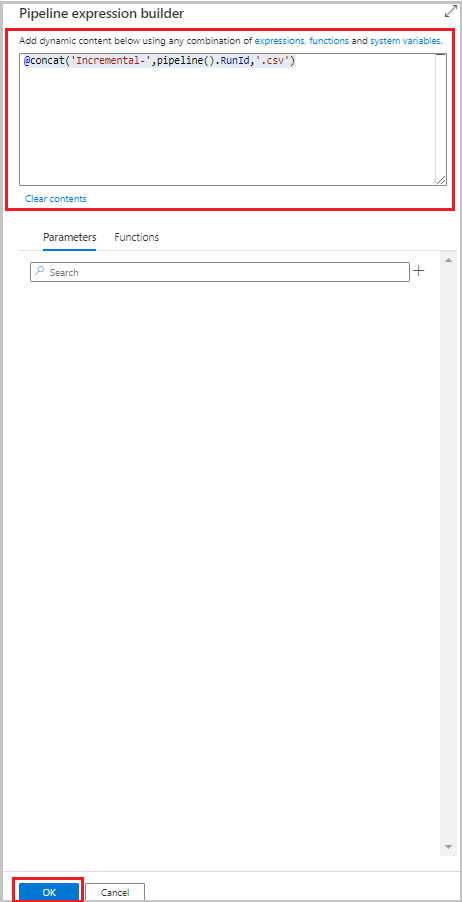 Pipeline expression builder
Add dynamic content below using any combination of expressions, functions and system variables.
@concat('Incremental-',pipeline().RunId,'.csv')
Clear contents
Parameters Functions
Search
OK Cancel